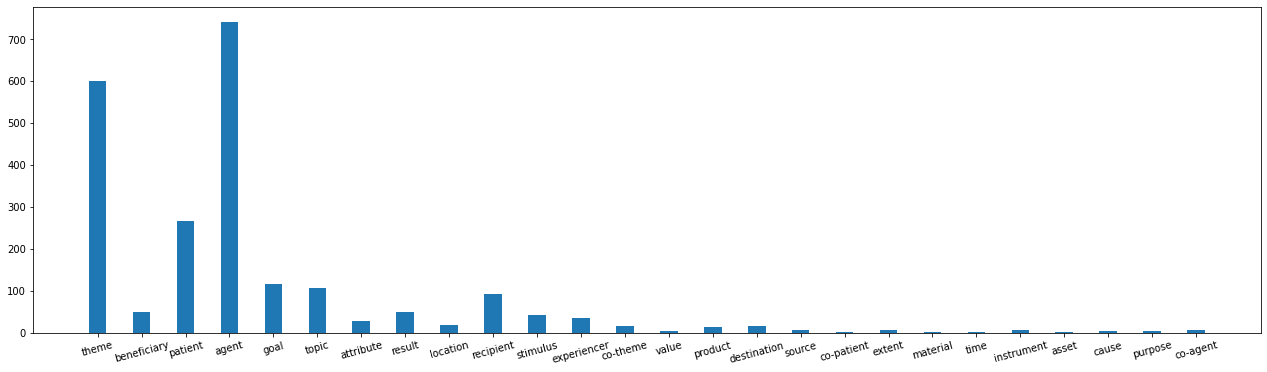 700
600
500
400
300
200
100
0
theme
beneficiary
patient
agent
goal
topic
attribute
result
location
recipient
stimulus
experiencer
co-theme
value
product
destination
source
co-patient
extent
material
time
instrument
asset
cause
purpose
co-agent